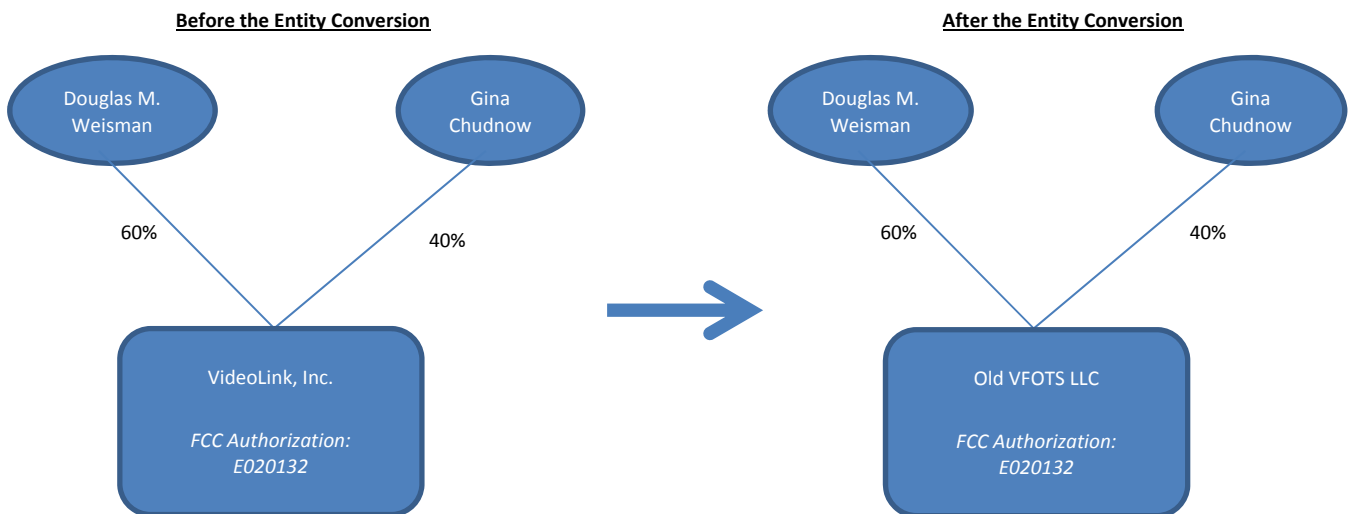 Before the Entity Conversion
Douglas M.
Weisman
Gina
Chudnow
60%
40%
VideoLink, Inc.
FCC Authorization:
E020132
After the Entity Conversion
Douglas M.
Weisman
Gina
Chudnow
60%
40%
Old VFOTS LLC
FCC Authorization:
E020132